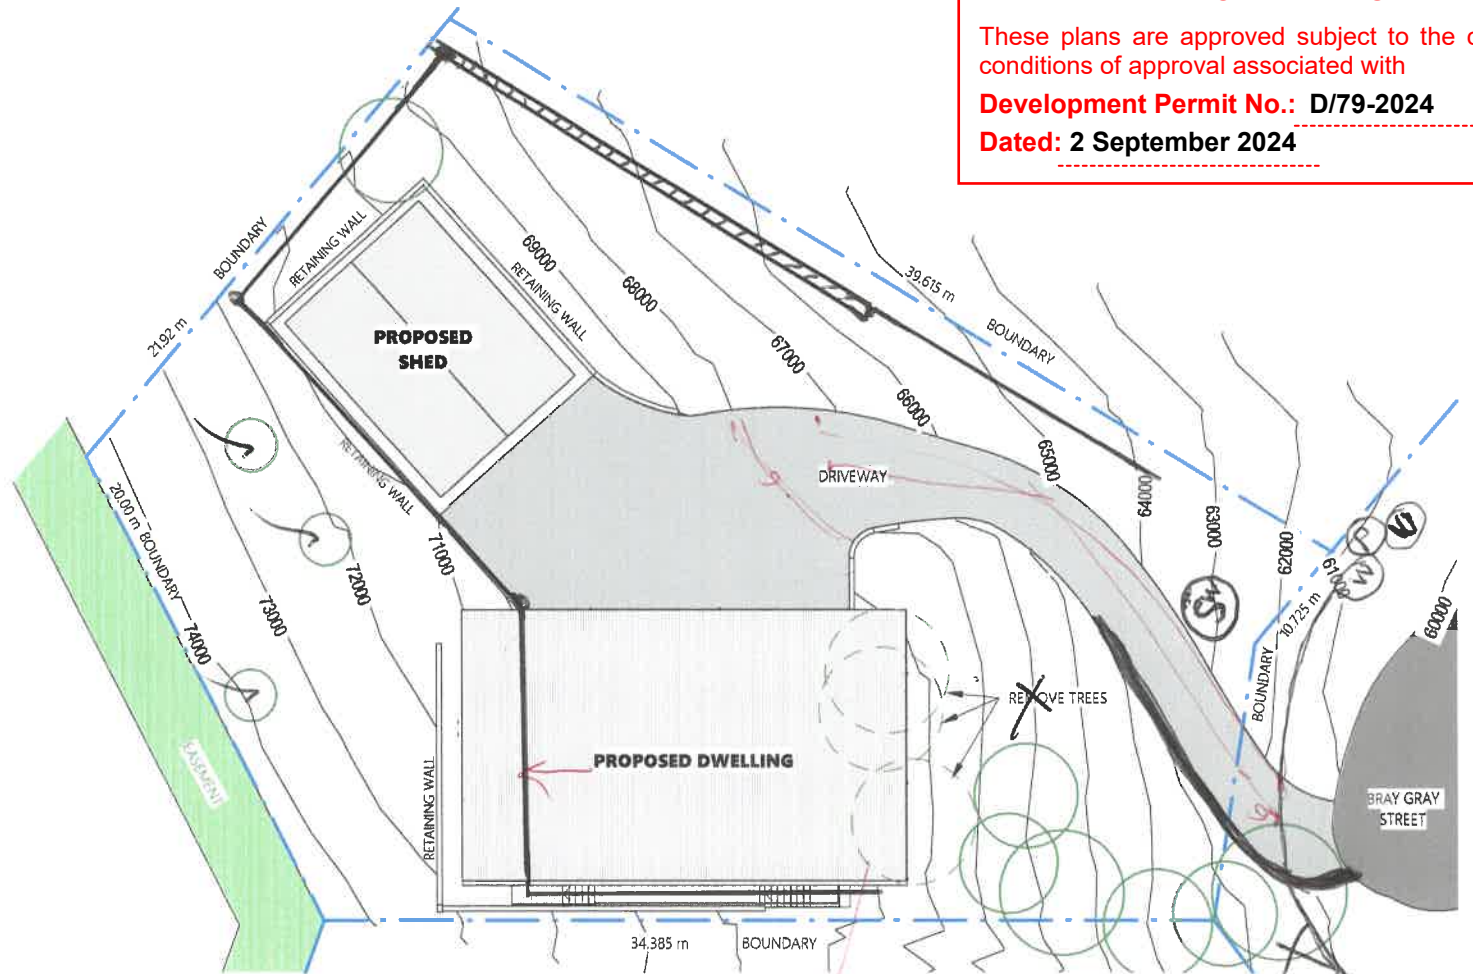 These plans are approved subject to the
conditions of approval associated with
Development Permit No.: D/79-2024
Dated: 2 September 2024
BOUNDARY
RETAINING WALL
69000
RETAINING WALL
68000
39.615 m
BOUNDARY
21.92 m
PROPOSED
SHED
67000
66000
RETAINING WALL
65000
DRIVEWAY
64000
63000
62000
20.00 m BOUNDARY
71000
72000
73000
74000
SW
10.725 m
60000
BOUNDARY
REMOVE TREES
EASEMENT
PROPOSED DWELLING
RETAINING WALL
BRAY GRAY
STREET
34.385 m
BOUNDARY